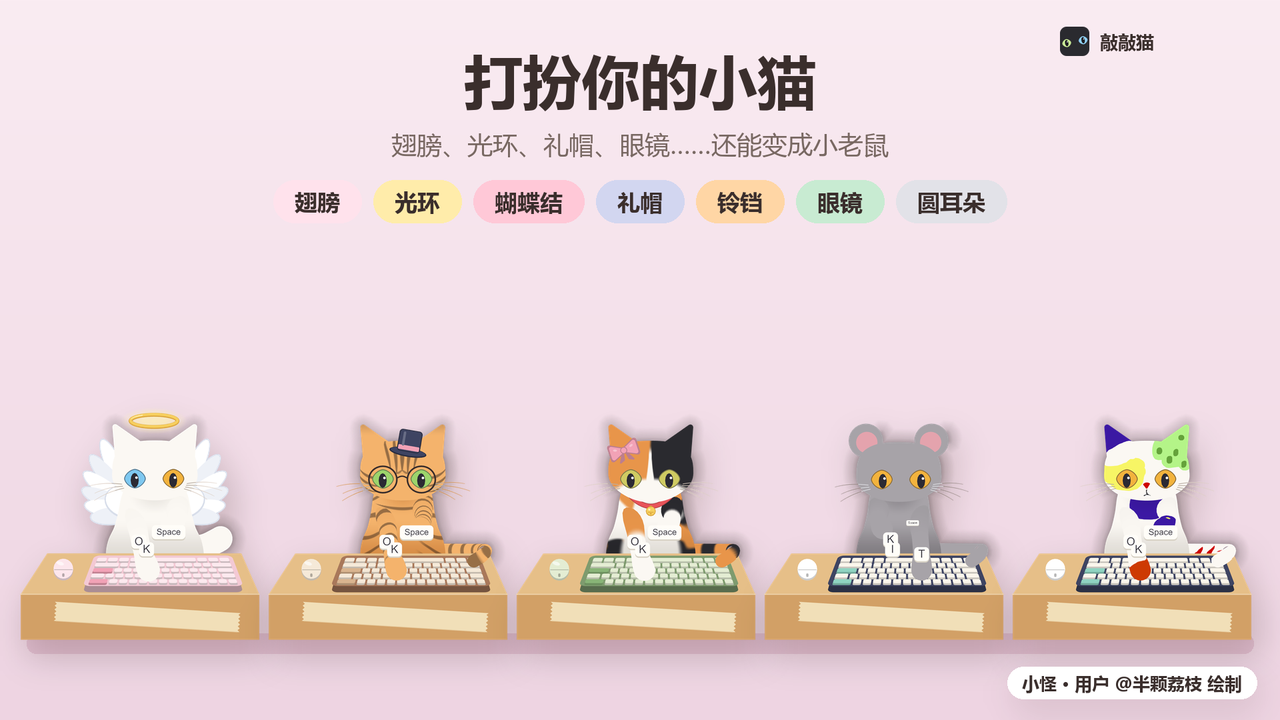 敲敲猫
打扮你的小猫
翅膀、光环、礼帽、眼镜……还能变成小老鼠
翅膀 光环 蝴蝶结 礼帽 铃铛 眼镜 圆耳朵
O K Space
O K Space
O K Space
K I T
O K Space
小怪·用户 @半颗荔枝 绘制